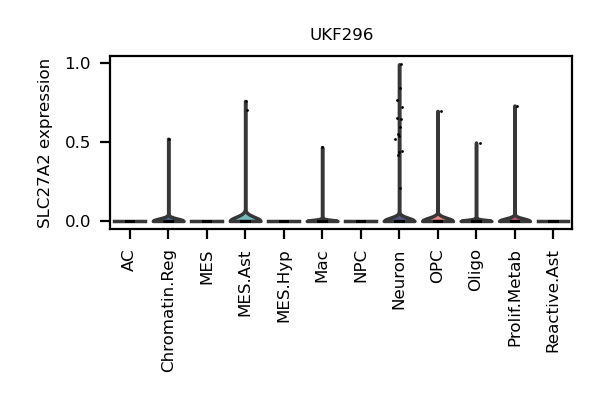 UKF296
SLC27A2 expression
1.0
0.5
0.0
AC
Chromatin.Reg
MES
MES.Ast
MES.Hyp
Mac
NPC
Neuron
OPC
Oligo
Prolif.Metab
Reactive.Ast